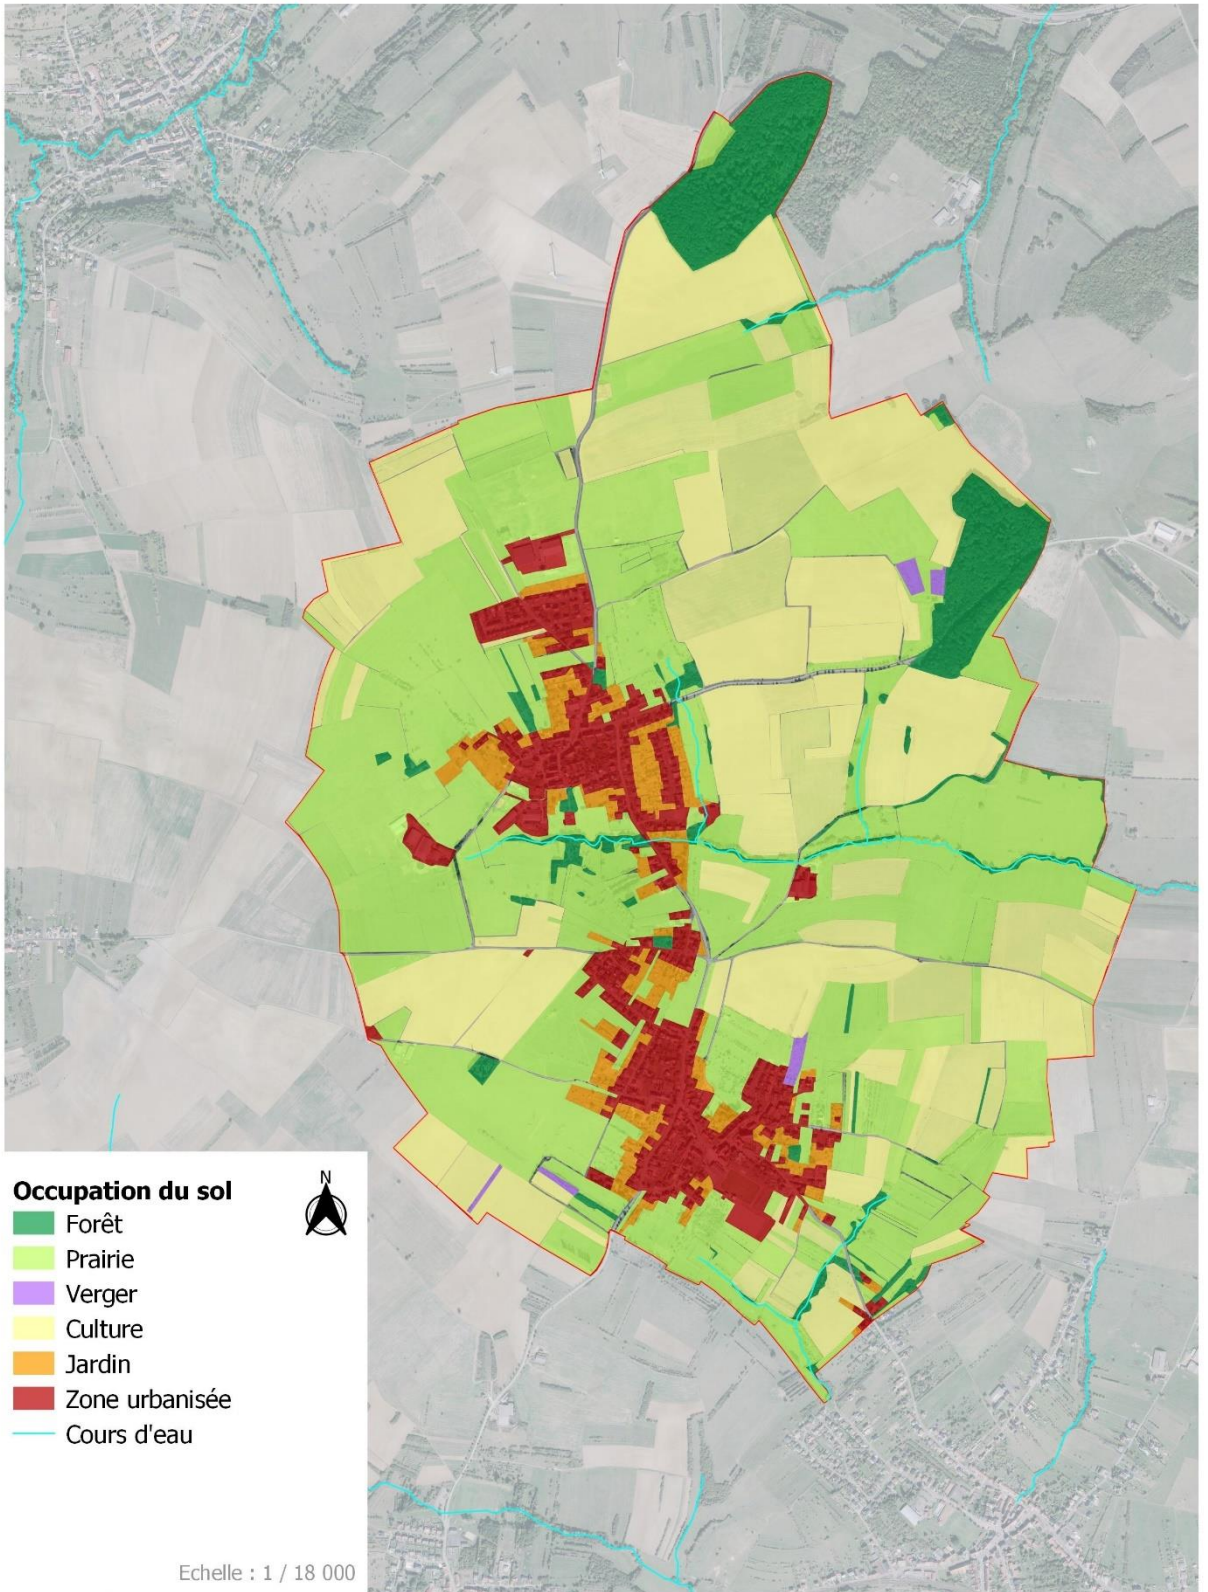 Occupation du sol
N
Forêt
Prairie
Verger
Culture
Jardin
Zone urbanisée
Cours d'eau
Echelle : 1 / 18 000